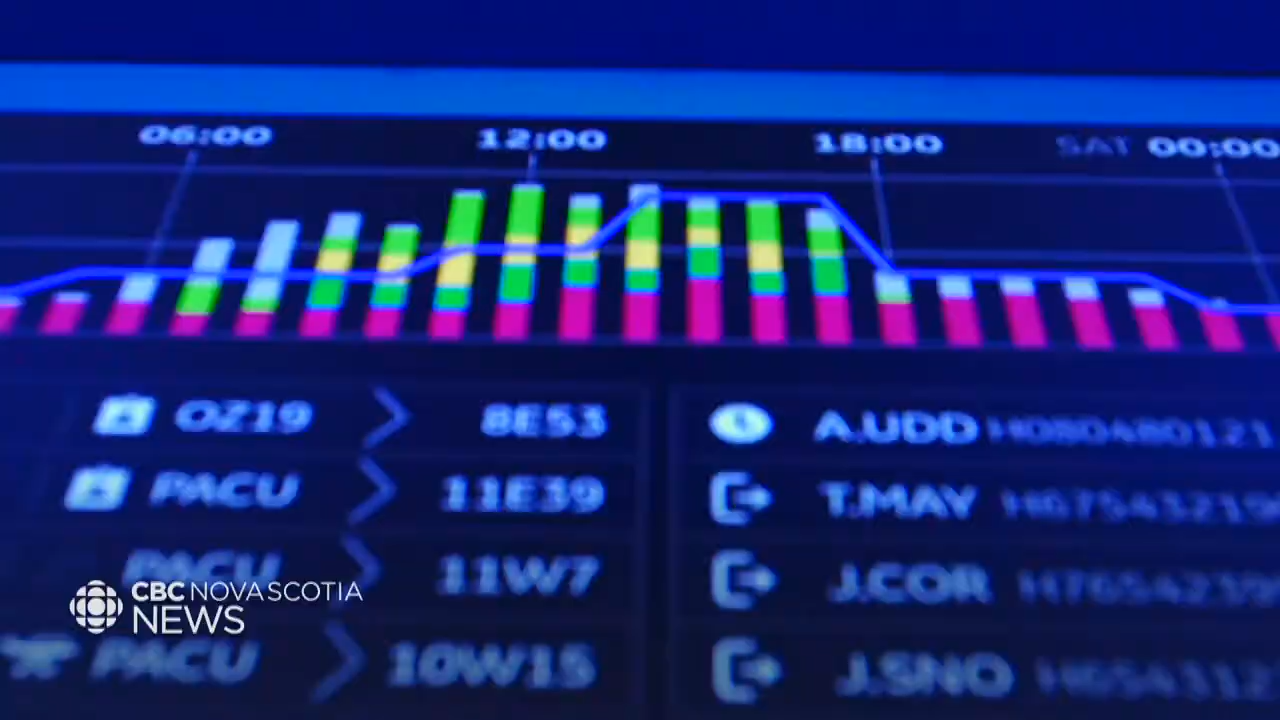 06:00 12:00 18:00 SAT 00:00
OZ19 8E53 A.UDD
PACU 11E39 T.MAY
PACU 11W7 J.COR
PACU 10W15 J.SNO
CBC NOVA SCOTIA
NEWS